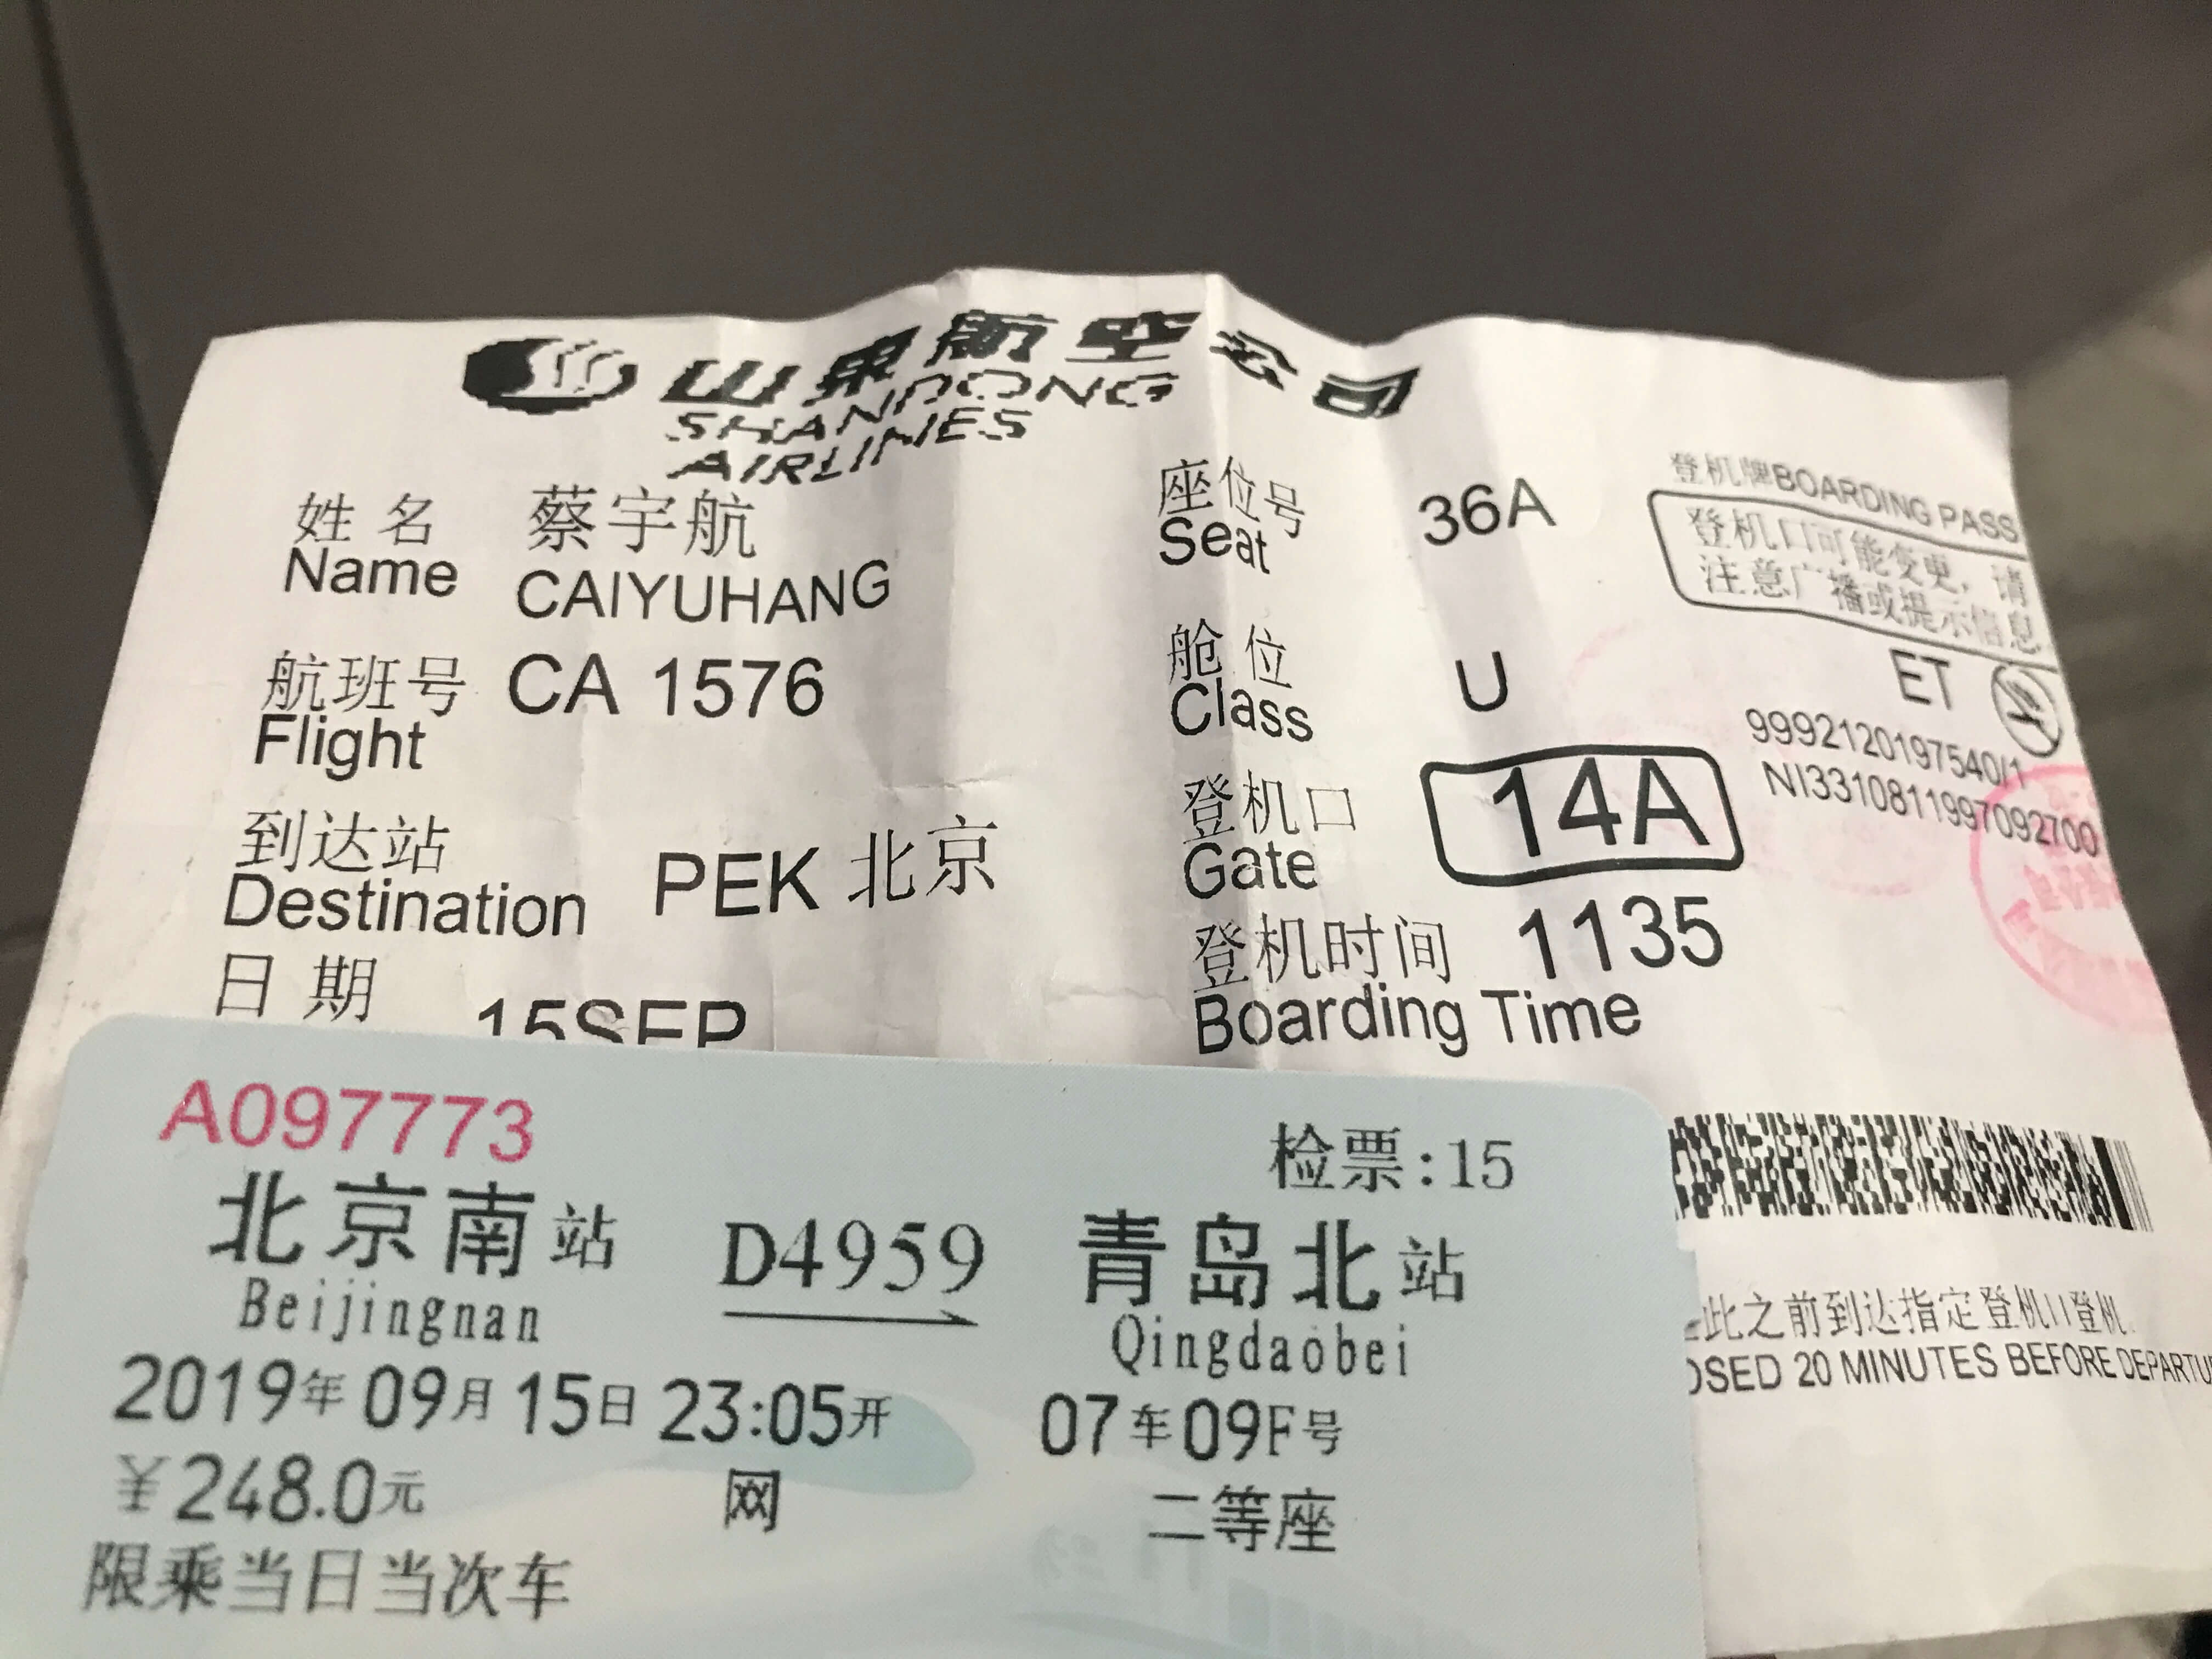 山东航空公司
SHANDONG
AIRLINES
登机牌BOARDING PASS
登机口可能变更，请
注意广播或提示信息
姓 名 蔡宇航
Name CAIYUHANG
座位号 36A
Seat
航班号 CA 1576
Flight
舱 位 U
Class
ET
9992120197540/1
NI3310811997092700
到达站 PEK 北京
Destination
登机口 14A
Gate
日 期 15SEP
登机时间 1135
Boarding Time
A097773
检票:15
北京南站 D4959 青岛北站
Beijingnan Qingdaobei
2019年09月15日23:05开 07车09F号
￥248.0元 网 二等座
限乘当日当次车
此之前到达指定登机口登机
OSED 20 MINUTES BEFORE DEPARTU